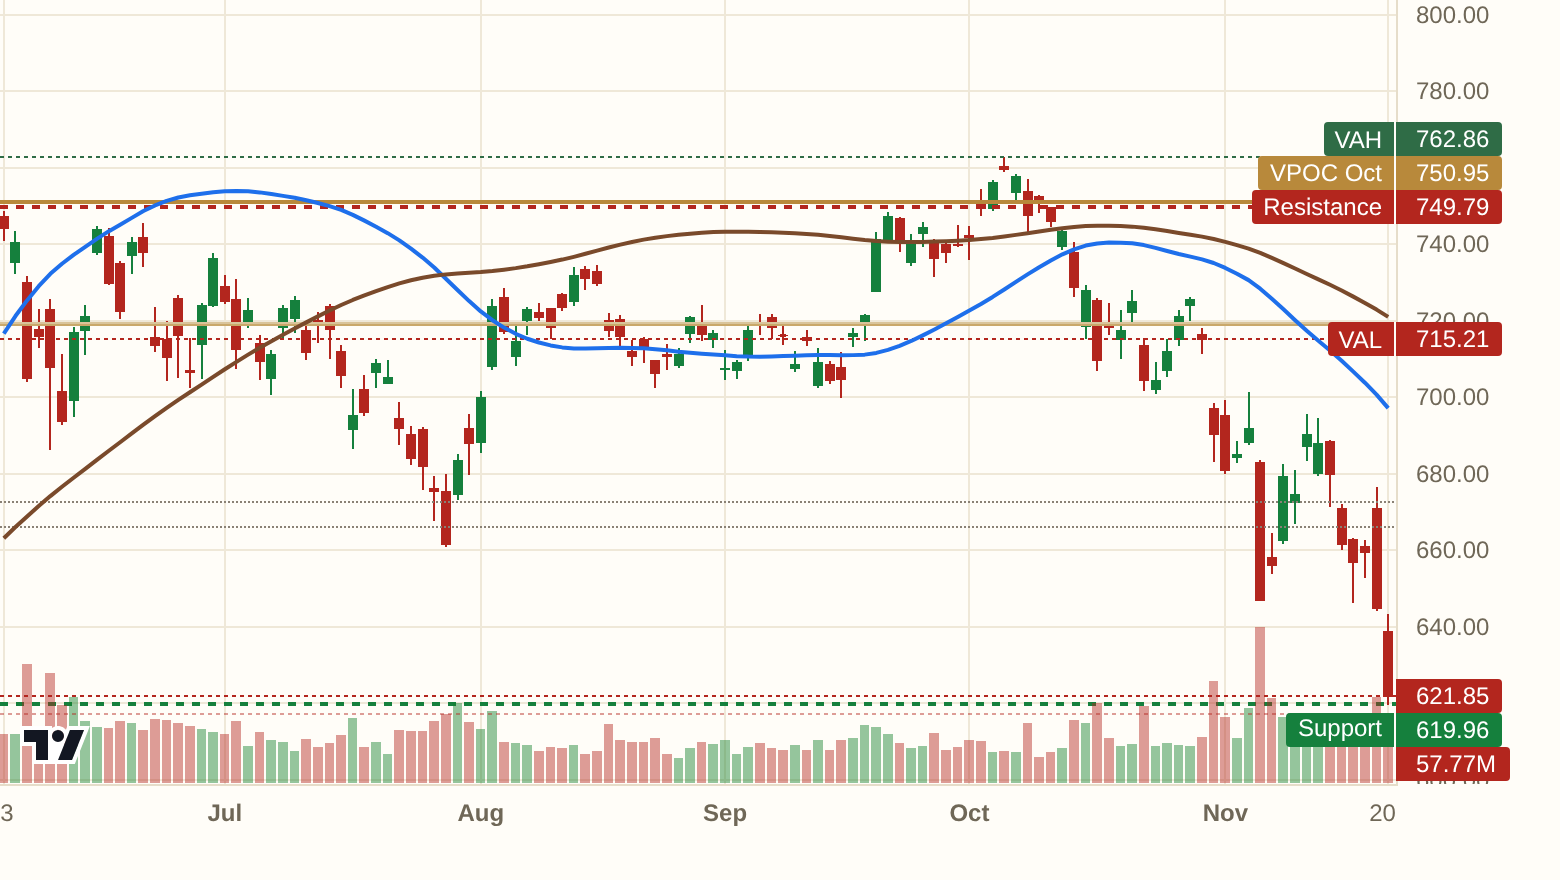 800.00
780.00
VAH 762.86
VPOC Oct 750.95
Resistance 749.79
740.00
720.00
VAL 715.21
700.00
680.00
660.00
640.00
621.85
Support 619.96
57.77M
3 Jul Aug Sep Oct Nov 20